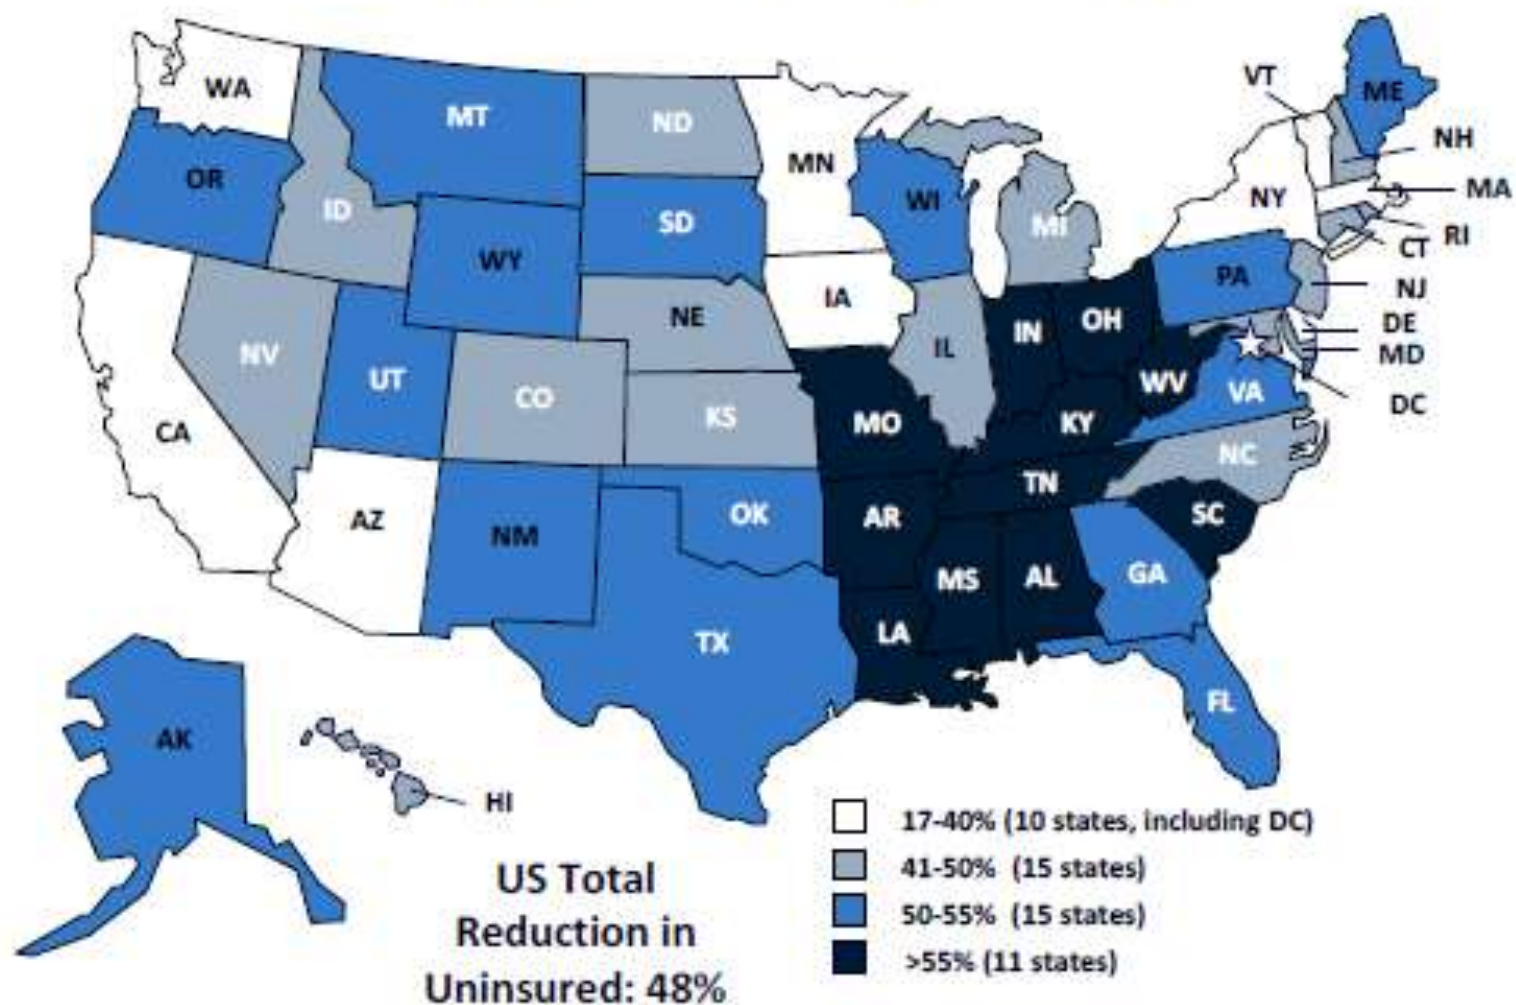 WA
MT
ND
MN
VT
ME
NH
OR
ID
SD
WI
MI
NY
MA
RI
CT
WY
NE
IA
PA
NJ
NV
UT
CO
KS
IL
IN
OH
DE
MD
WV
VA
DC
CA
MO
KY
NC
AZ
NM
OK
AR
TN
SC
MS
AL
GA
TX
LA
FL
AK
HI
17-40% (10 states, including DC)
41-50% (15 states)
50-55% (15 states)
>55% (11 states)
US Total
Reduction in
Uninsured: 48%